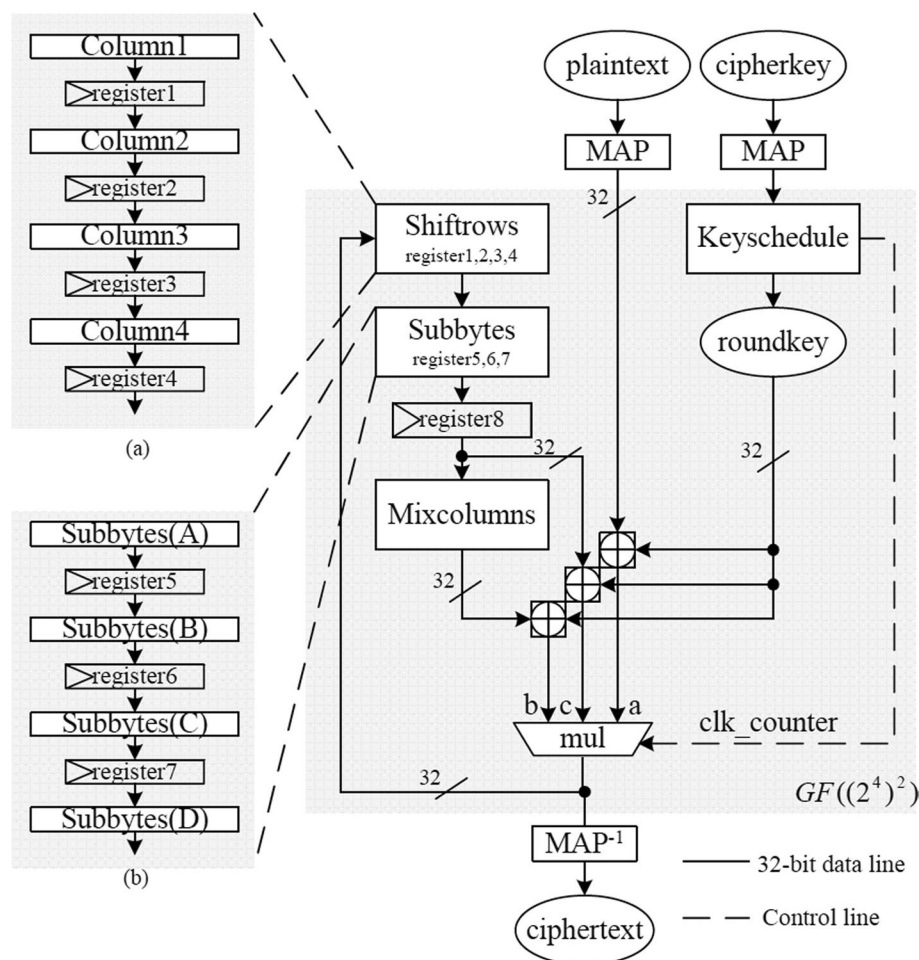 Column1
register1
Column2
register2
Column3
register3
Column4
register4
(a)
Subbytes(A)
register5
Subbytes(B)
register6
Subbytes(C)
register7
Subbytes(D)
(b)
plaintext
cipherkey
MAP
MAP
32
Shiftrows
register1,2,3,4
Keyschedule
Subbytes
register5,6,7
roundkey
register8
32
32
Mixcolumns
32
b
c
a
mul
clk_counter
32
GF((2⁴)²)
MAP⁻¹
32-bit data line
Control line
ciphertext